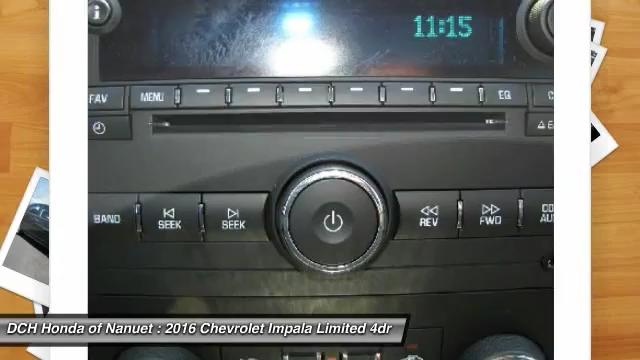 11:15
FAV MENU EQ
BAND SEEK SEEK REV FWD
DCH Honda of Nanuet : 2016 Chevrolet Impala Limited 4dr